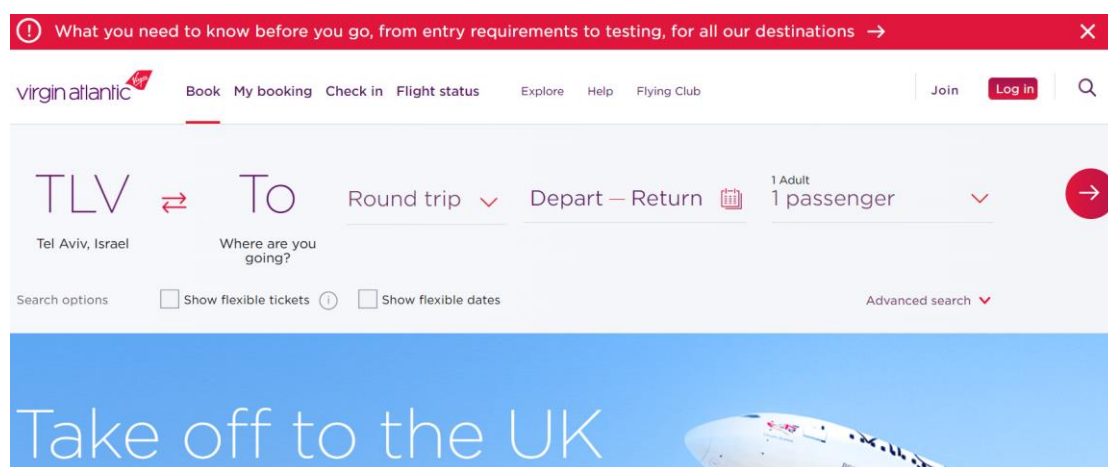 What you need to know before you go, from entry requirements to testing, for all our destinations →
virgin atlantic
Book My booking Check in Flight status Explore Help Flying Club Join Log in
TLV ⇄ To Round trip Depart — Return
1 Adult
1 passenger
Tel Aviv, Israel
Where are you
going?
Search options Show flexible tickets Show flexible dates Advanced search
Take off to the UK